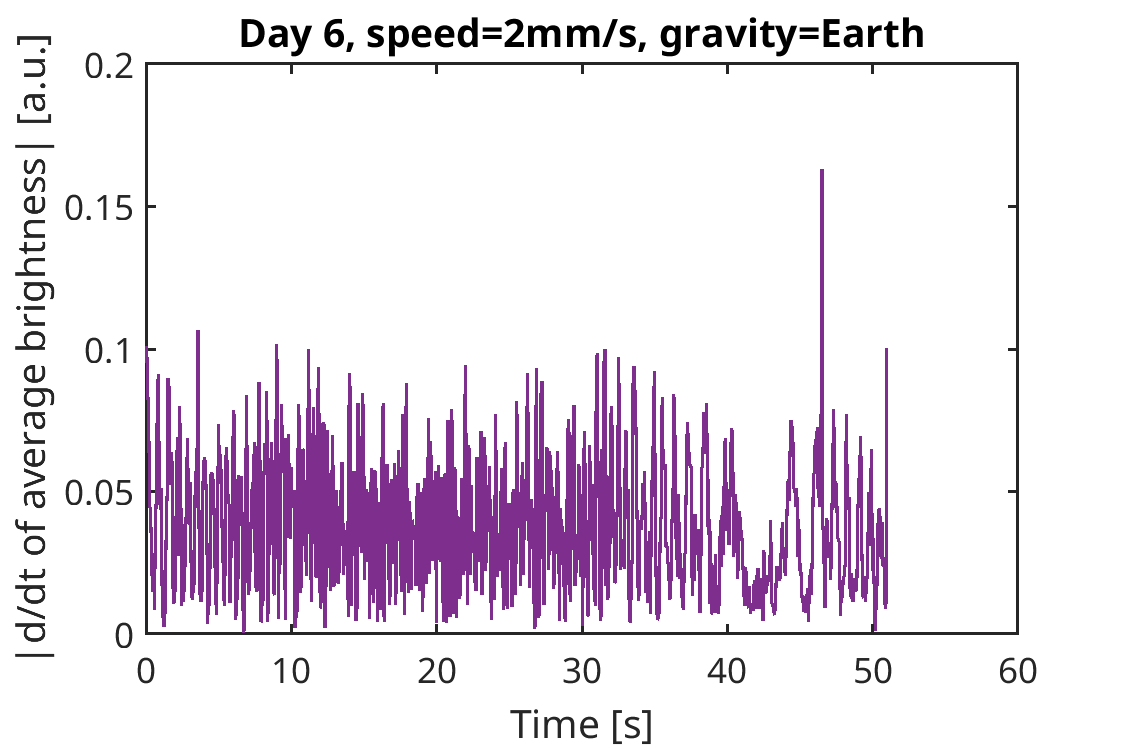 Day 6, speed=2mm/s, gravity=Earth
|d/dt of average brightness| [a.u.]
0.2
0.15
0.1
0.05
0
0 10 20 30 40 50 60
Time [s]